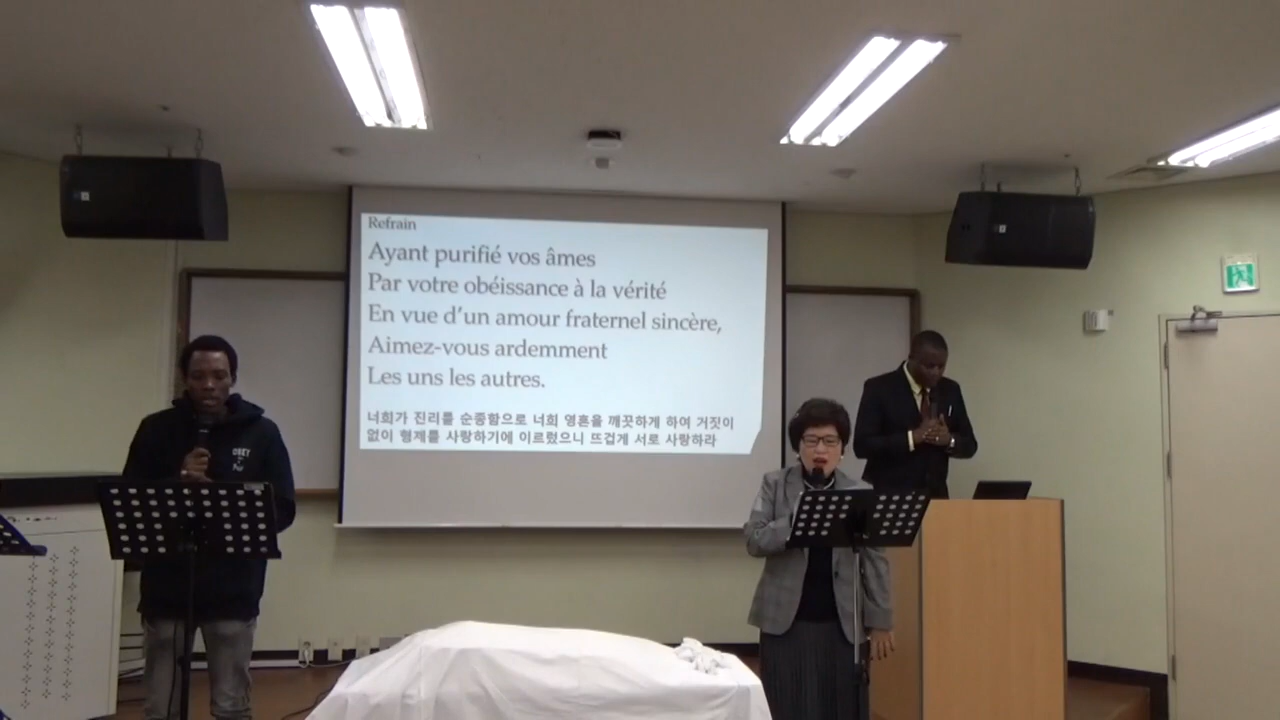 Refrain
Ayant purifié vos âmes
Par votre obéissance à la vérité
En vue d'un amour fraternel sincère,
Aimez-vous ardemment
Les uns les autres.
너희가 진리를 순종함으로 너희 영혼을 깨끗하게 하여 거짓이
없이 형제를 사랑하기에 이르렀으니 뜨겁게 서로 사랑하라
OBEY